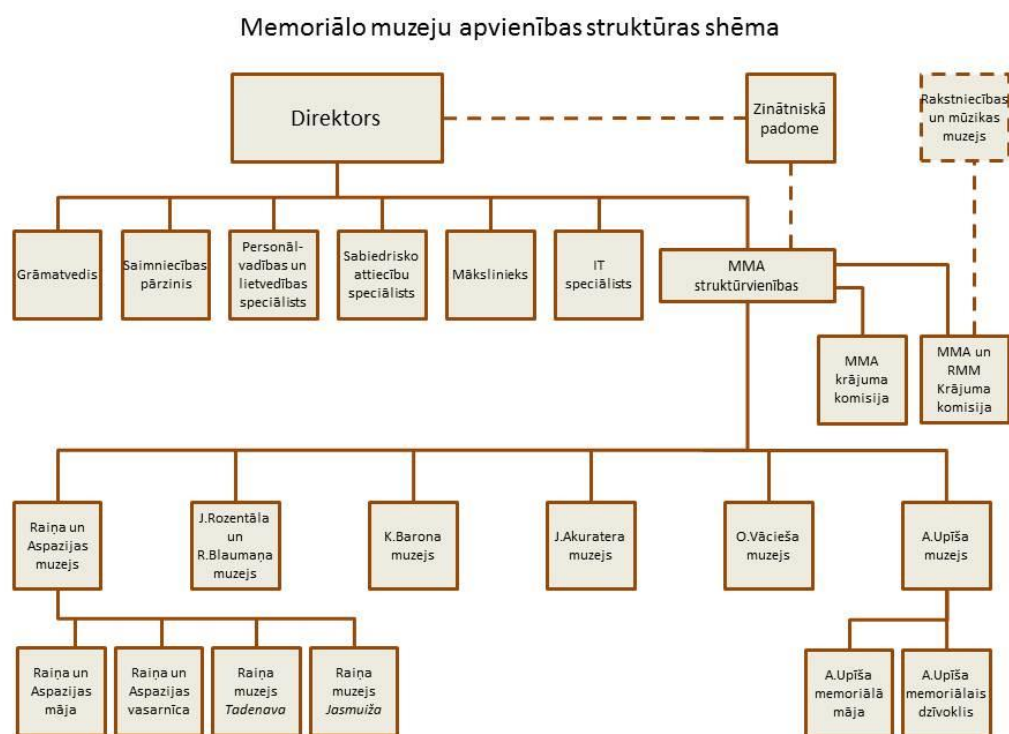 Memoriālo muzeju apvienības struktūras shēma
Direktors
Zinātniskā
padome
Rakstniecības
un mūzikas
muzejs
Grāmatvedis
Saimniecības
pārzinis
Personāl-
vadības un
lietvedības
speciālists
Sabiedrisko
attiecību
speciālists
Mākslinieks
IT
speciālists
MMA
struktūrvienības
MMA
krājuma
komisija
MMA un
RMM
Krājuma
komisija
Raiņa un
Aspazijas
muzejs
J.Rozentāla
un
R.Blaumaņa
muzejs
K.Barona
muzejs
J.Akuratera
muzejs
O.Vācieša
muzejs
A.Upīša
muzejs
Raiņa un
Aspazijas
māja
Raiņa un
Aspazijas
vasarnīca
Raiņa
muzejs
Tadenava
Raiņa
muzejs
Jasmuiža
A.Upīša
memoriālā
māja
A.Upīša
memoriālais
dzīvoklis